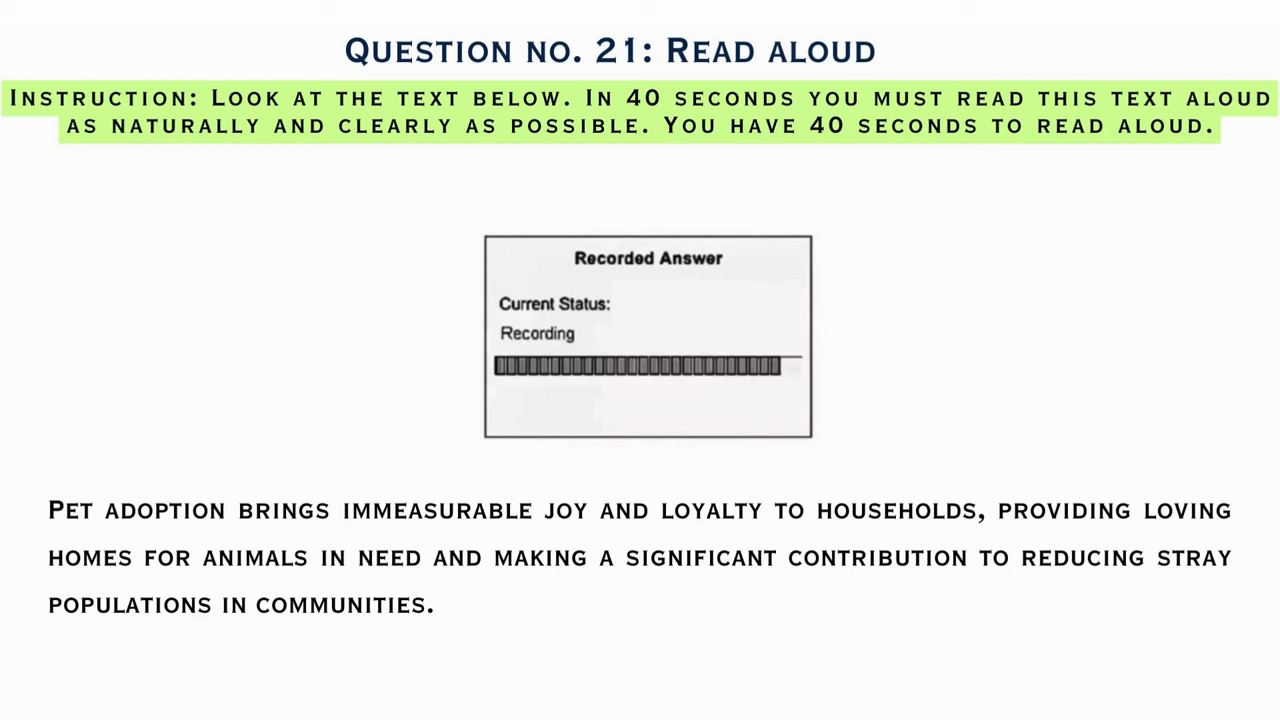 Question no. 21: Read aloud
Instruction: Look at the text below. In 40 seconds you must read this text aloud
as naturally and clearly as possible. You have 40 seconds to read aloud.
Recorded Answer
Current Status:
Recording
Pet adoption brings immeasurable joy and loyalty to households, providing loving
homes for animals in need and making a significant contribution to reducing stray
populations in communities.